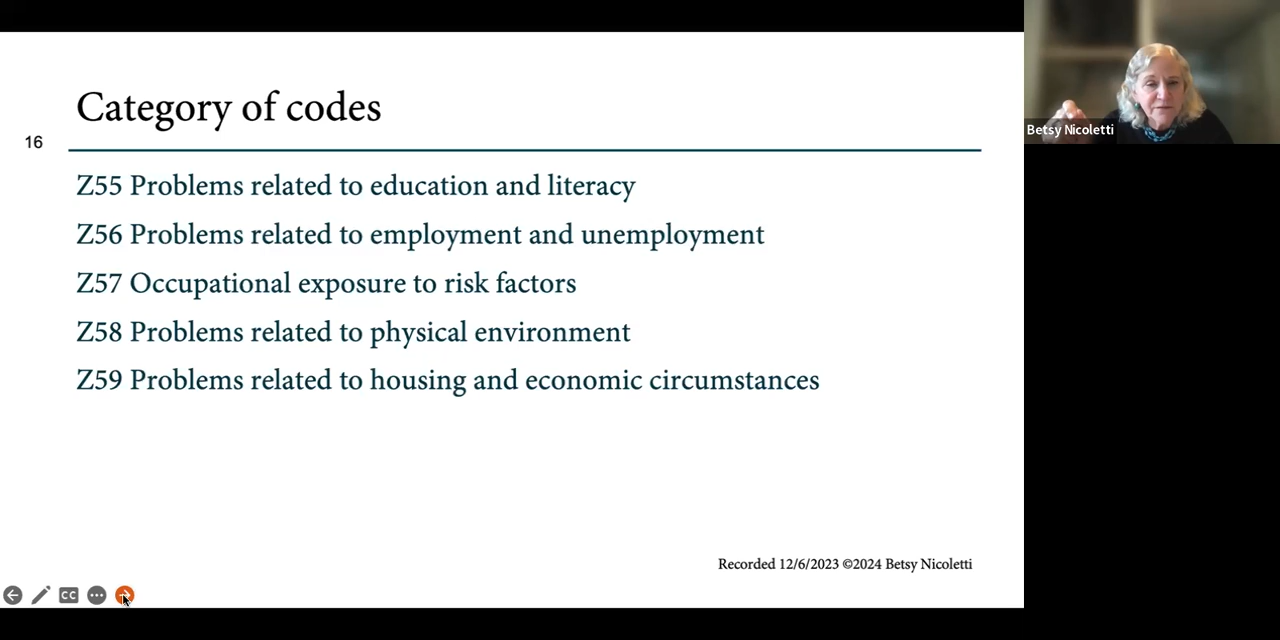 Category of codes
16
Z55 Problems related to education and literacy
Z56 Problems related to employment and unemployment
Z57 Occupational exposure to risk factors
Z58 Problems related to physical environment
Z59 Problems related to housing and economic circumstances
Recorded 12/6/2023 ©2024 Betsy Nicoletti
CC
Betsy Nicoletti